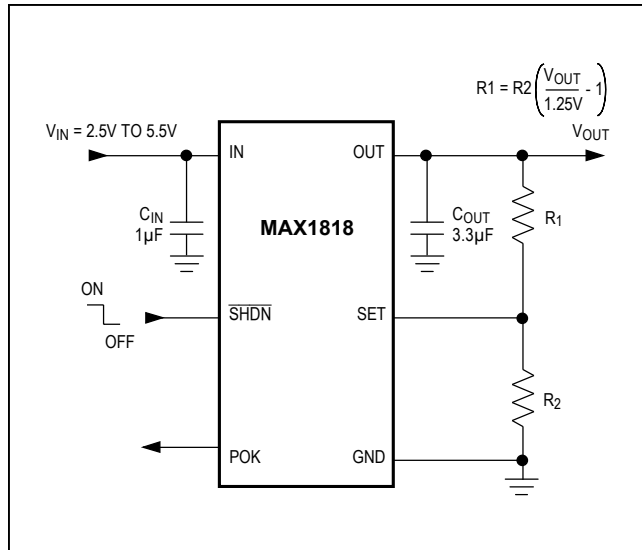 R1 = R2 (VOUT/1.25V - 1)
VIN = 2.5V TO 5.5V
VOUT
IN
OUT
CIN
1µF
MAX1818
COUT
3.3µF
R1
ON
OFF
SHDN
SET
R2
POK
GND